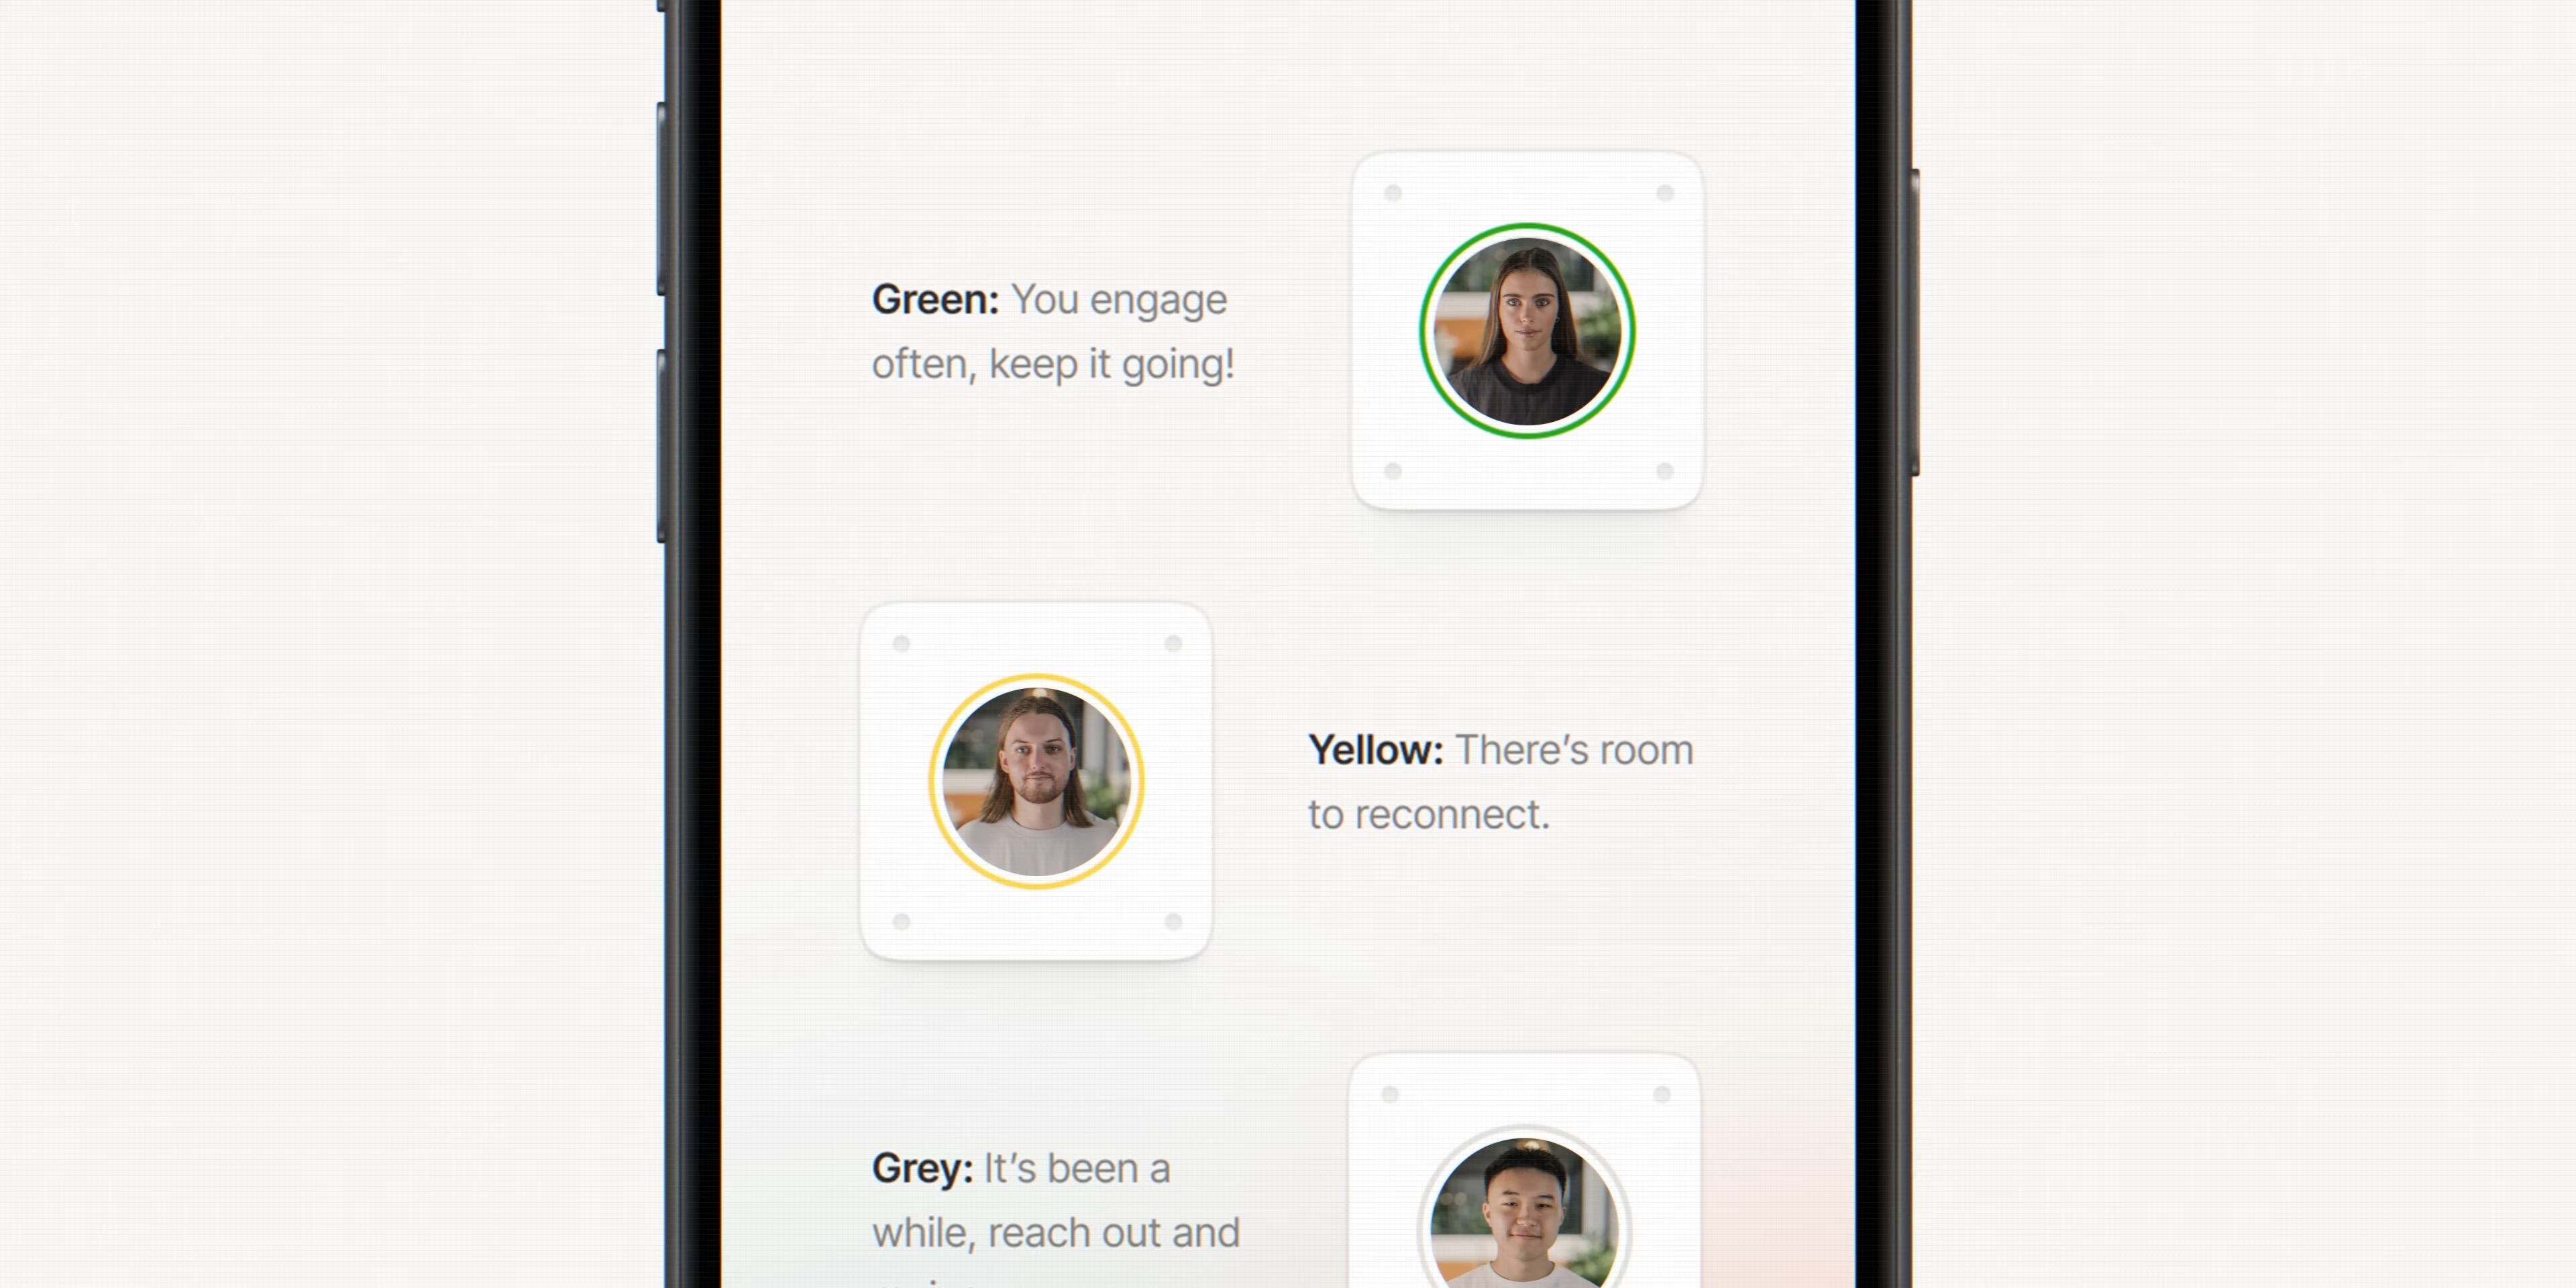 Green: You engage
often, keep it going!
Yellow: There’s room
to reconnect.
Grey: It’s been a
while, reach out and